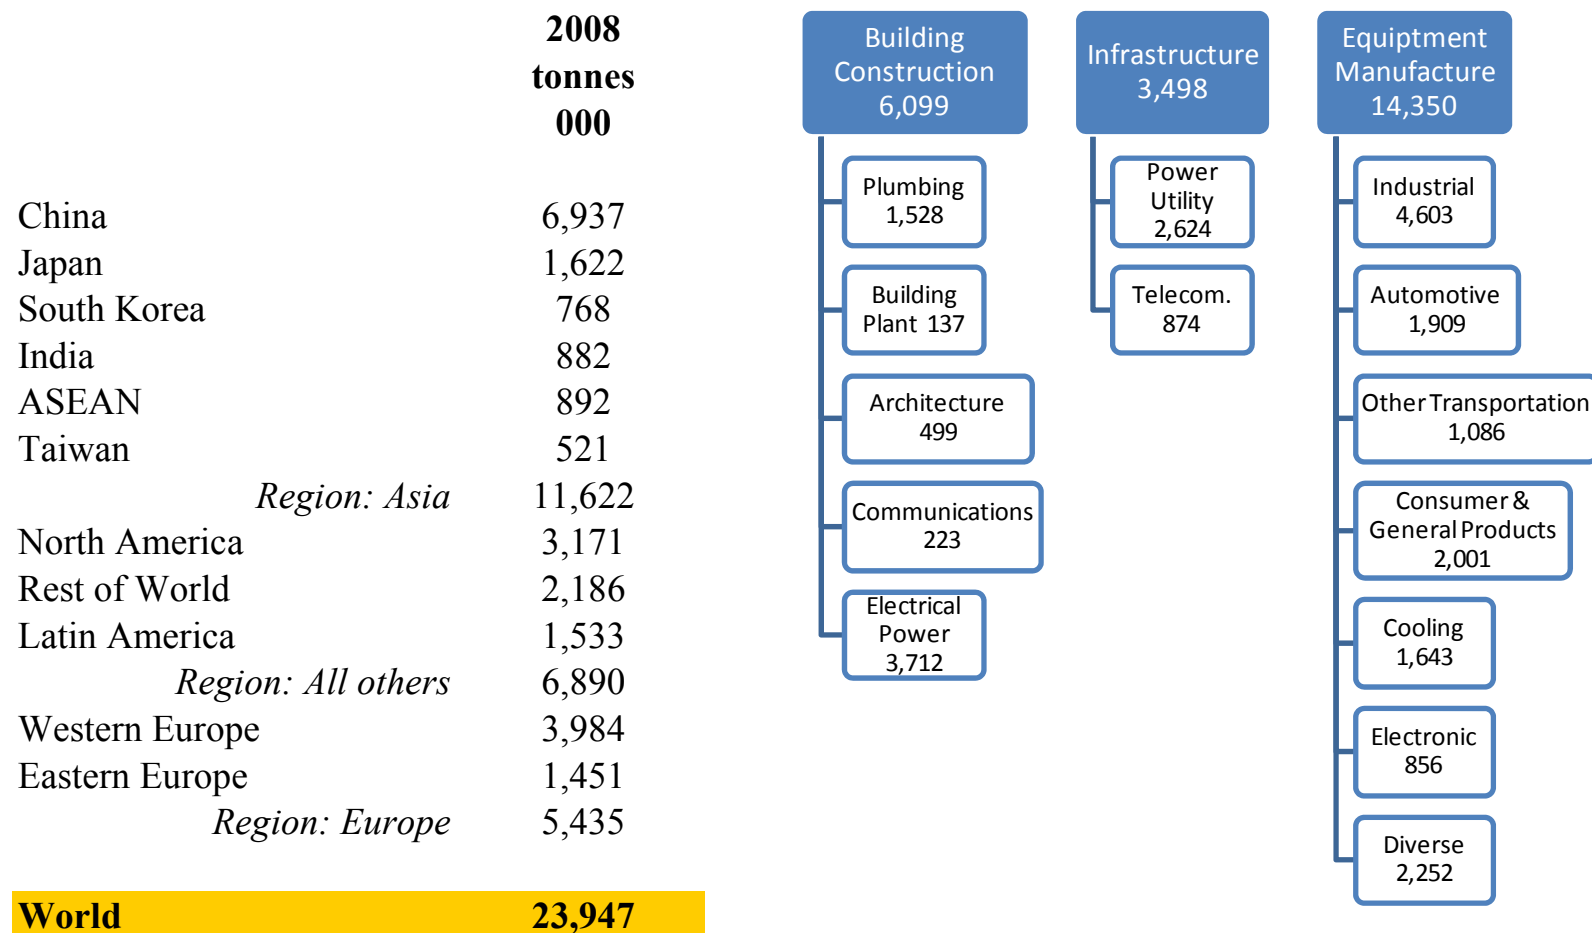 2008
tonnes
000
China 6,937
Japan 1,622
South Korea 768
India 882
ASEAN 892
Taiwan 521
Region: Asia 11,622
North America 3,171
Rest of World 2,186
Latin America 1,533
Region: All others 6,890
Western Europe 3,984
Eastern Europe 1,451
Region: Europe 5,435
World 23,947
Building
Construction
6,099
Plumbing
1,528
Building
Plant 137
Architecture
499
Communications
223
Electrical
Power
3,712
Infrastructure
3,498
Power
Utility
2,624
Telecom.
874
Equiptment
Manufacture
14,350
Industrial
4,603
Automotive
1,909
Other Transportation
1,086
Consumer &
General Products
2,001
Cooling
1,643
Electronic
856
Diverse
2,252